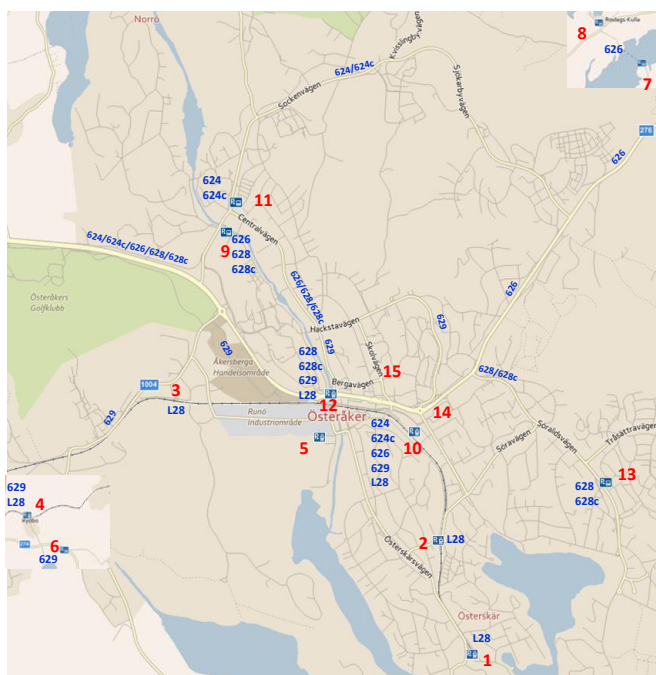 Norrö
Kvisslingbyvägen
Roslags-Kulla
8
626
7
624/624c
Sockenvägen
Sjökarbyvägen
276
626
624
624c
11
Centralvägen
626
628
628c
9
624/624c/626/628/628c
Österåkers
Golfklubb
626/628/628c
626
629
Hackstavägen
629
629
Skolvägen
628
628c
629
L28
Åkersberga
Handelsområde
15
Bergavägen
628/628c
1004
3
L28
12
14
Runö
Industriområde
Österåker
629
5
624
624c
626
629
L28
10
Söravägen
Söralidsvägen
Tråsättravägen
13
628
628c
629
L28
4
Rydbo
274
6
629
2
L28
Österskärsvägen
Österskär
L28
1